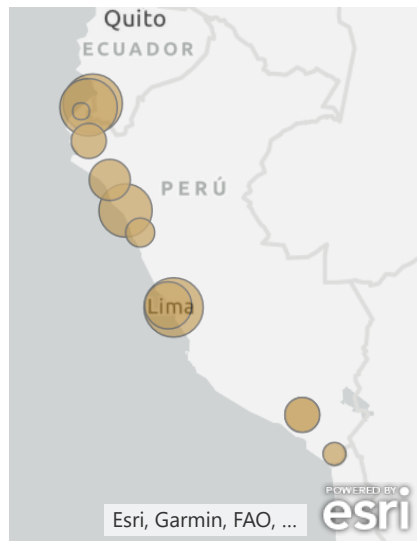 Quito
ECUADOR
PERÚ
Lima
POWERED BY
esri
Esri, Garmin, FAO, ...